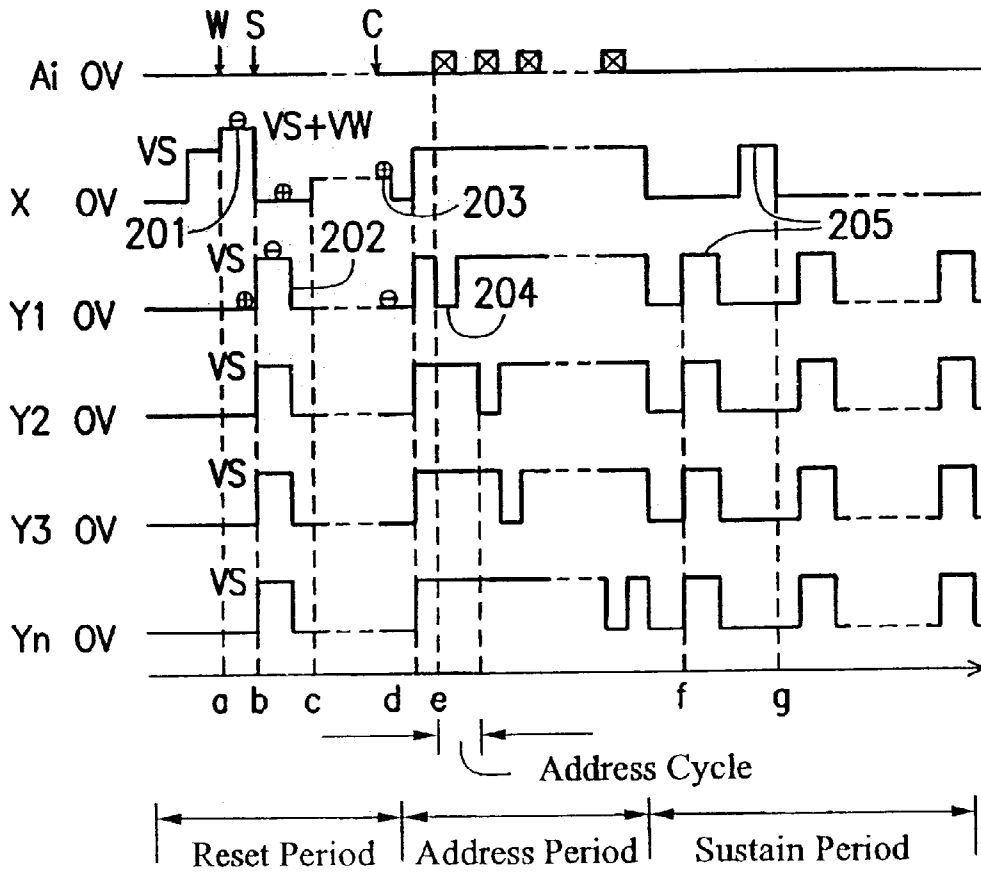 W S C
Ai 0V
VS VS+VW
X 0V
201 202 203 205
VS
Y1 0V 204
VS
Y2 0V
VS
Y3 0V
VS
Yn 0V
a b c d e f g
Address Cycle
Reset Period Address Period Sustain Period